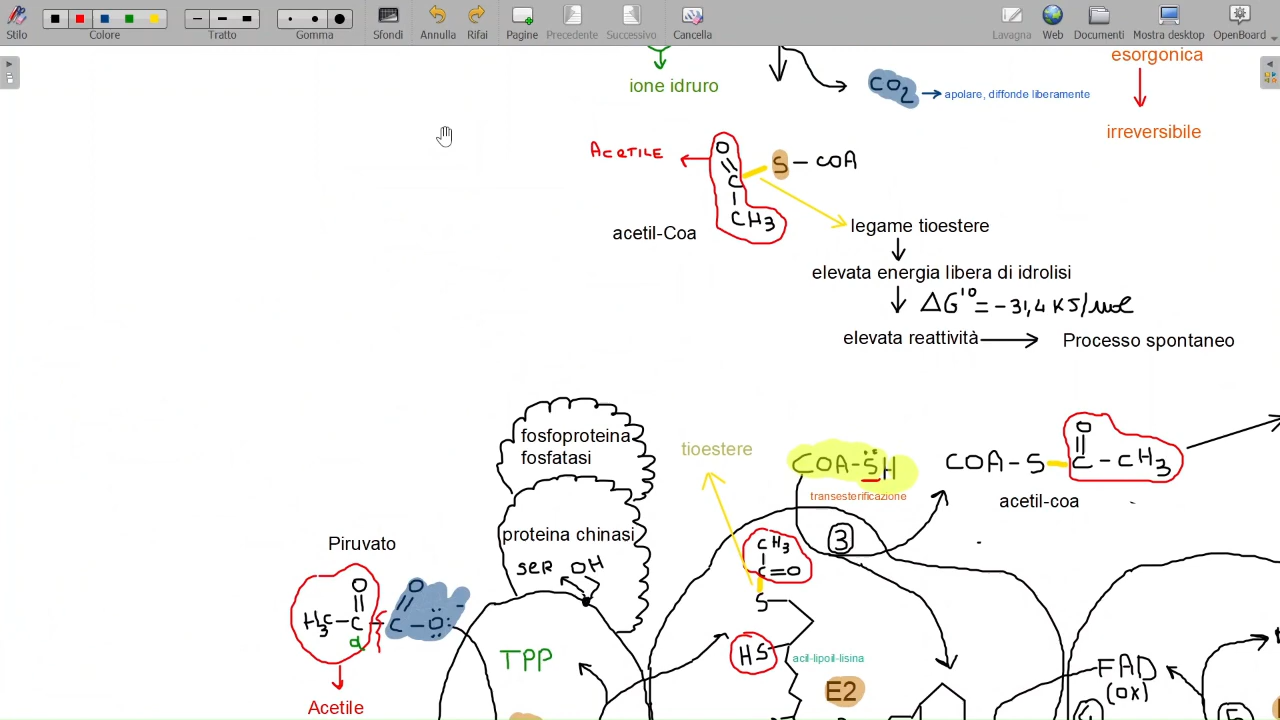 Stilo
Colore
Tratto
Gomma
Sfondi
Annulla
Rifai
Pagine
Precedente
Successivo
Cancella
Lavagna
Web
Documenti
Mostra desktop
OpenBoard
esorgonica
ione idruro
CO2
apolare, diffonde liberamente
irreversibile
ACETILE
O
S - COA
C
CH3
acetil-Coa
legame tioestere
elevata energia libera di idrolisi
ΔG'° = -31,4 KJ/mol
elevata reattività
Processo spontaneo
fosfoproteina
fosfatasi
tioestere
COA-SH
transesterificazione
O
COA-S
C-CH3
acetil-coa
proteina chinasi
SER OH
3
CH3
C=O
S
Piruvato
O
O
H3C-C
C-O
α
HS
acil-lipoil-lisina
TPP
E2
FAD
(OX)
Acetile